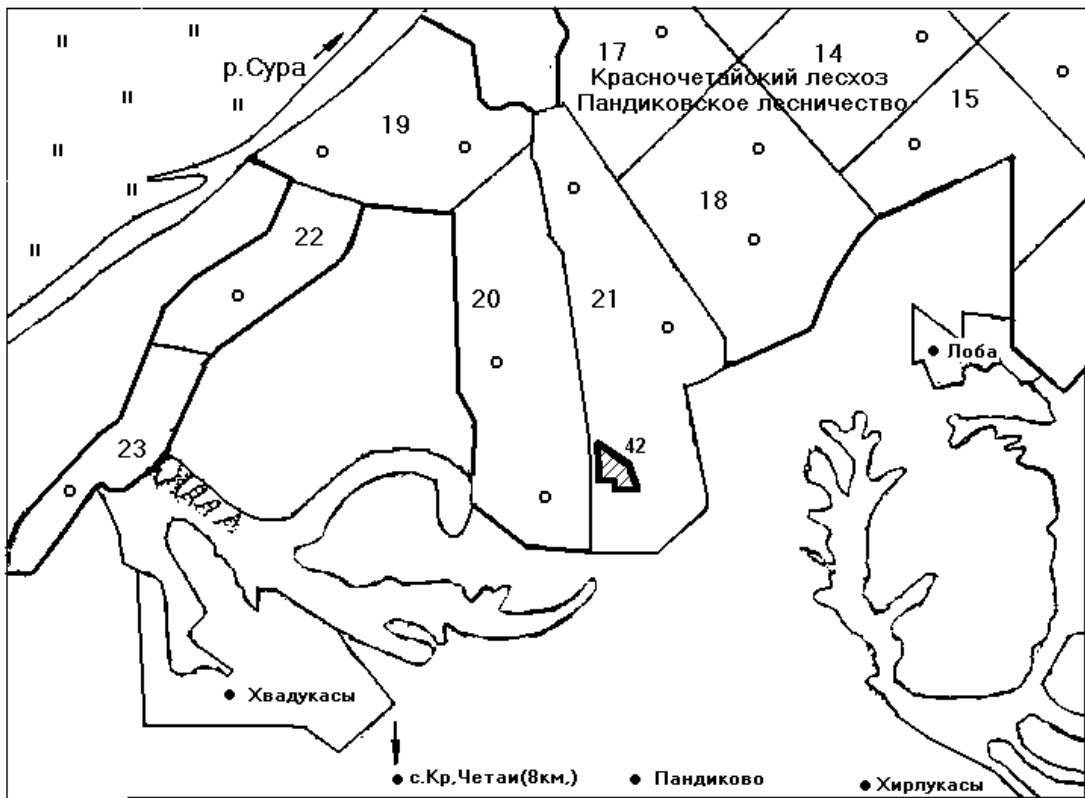 р.Сура
17
14
Красночетайский лесхоз
Пандиковское лесничество
15
19
18
22
20
21
Лоба
23
42
Хвадукасы
с.Кр,Четаи(8км,)
Пандиково
Хирлукасы